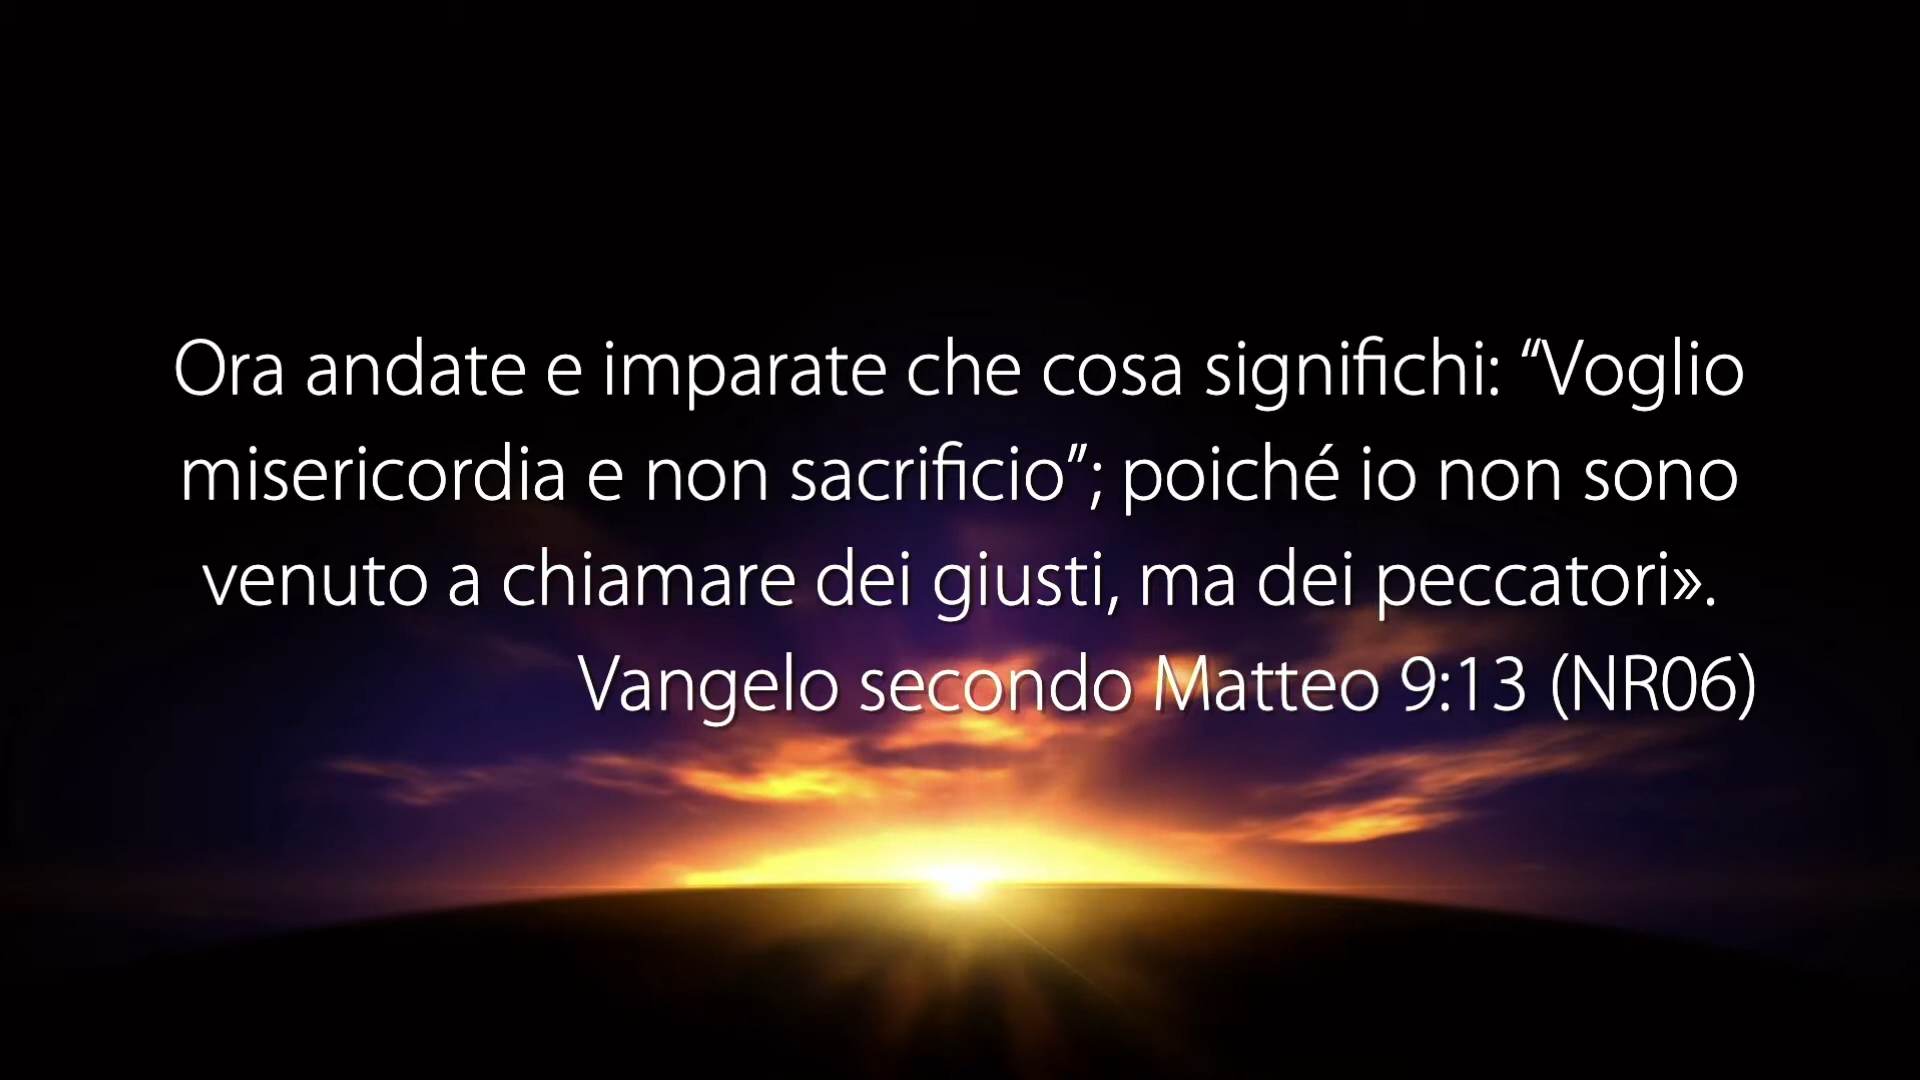 Ora andate e imparate che cosa significhi: “Voglio
misericordia e non sacrificio”; poiché io non sono
venuto a chiamare dei giusti, ma dei peccatori».
Vangelo secondo Matteo 9:13 (NR06)